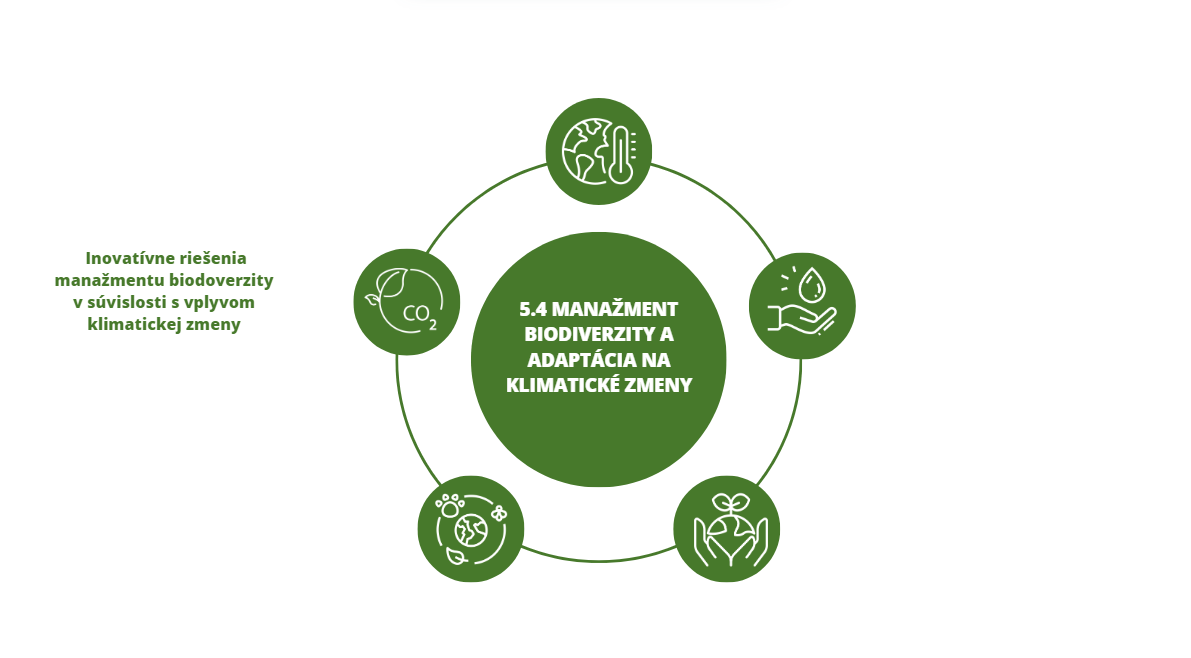 Inovatívne riešenia
manažmentu biodoverzity
v súvislosti s vplyvom
klimatickej zmeny
CO2
5.4 MANAŽMENT
BIODIVERZITY A
ADAPTÁCIA NA
KLIMATICKÉ ZMENY